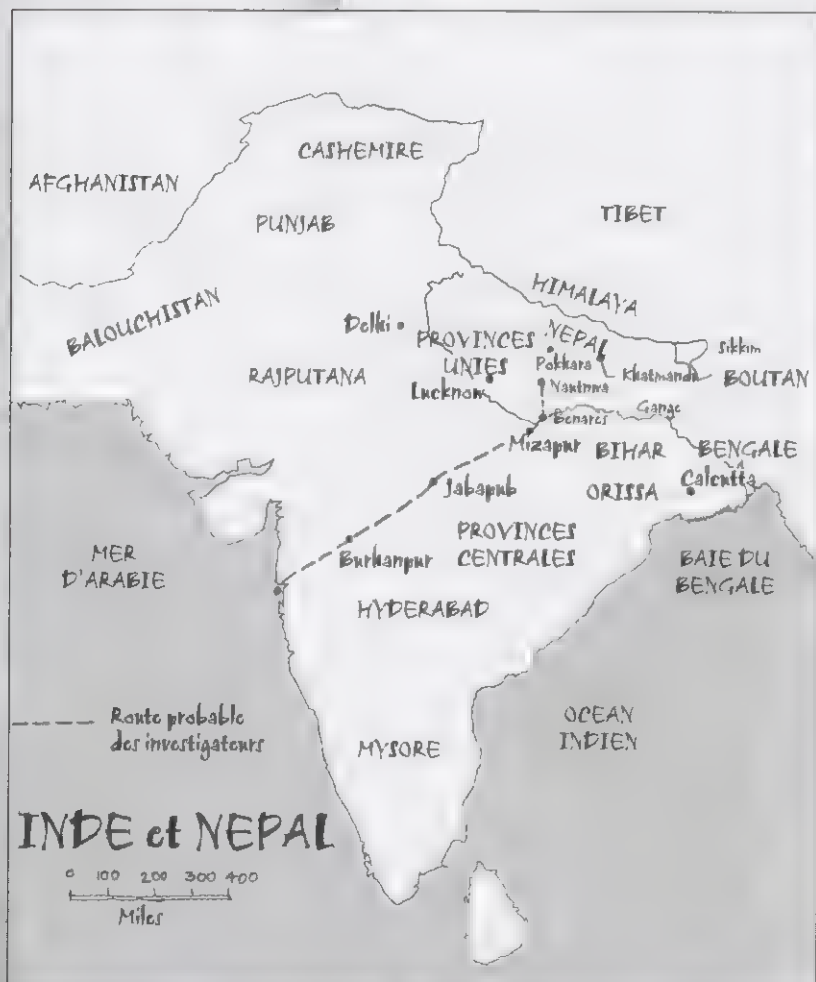 CASHEMIRE
AFGHANISTAN
TIBET
PUNJAB
HIMALAYA
BALOUCHISTAN
Delhi
NEPAL
PROVINCES
UNIES
Sikkim
Pokkara
RAJPUTANA
Khatmandu
BOUTAN
Lucknow
Gange
Benares
Mizapur
BIHAR
BENGALE
Calcutta
Jabapub
ORISSA
MER
D'ARABIE
Burhanpur
PROVINCES
CENTRALES
BAIE DU
BENGALE
HYDERABAD
Route probable
des investigateurs
OCEAN
INDIEN
MYSORE
INDE et NEPAL
0 100 200 300 400
Miles